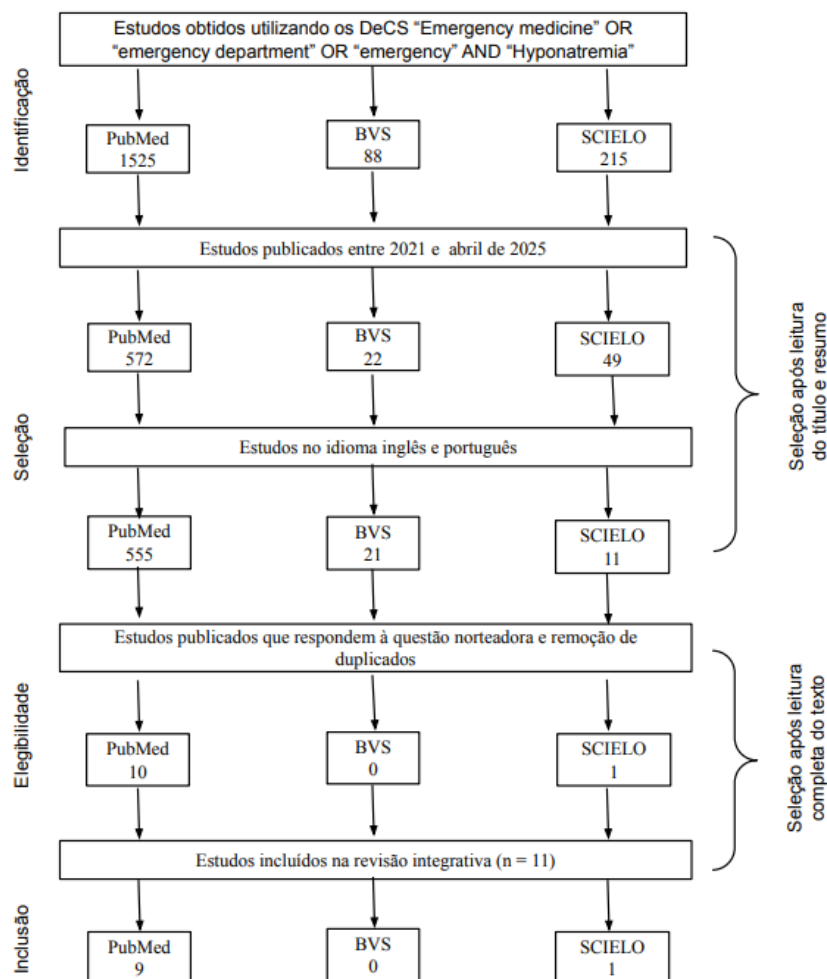 Estudos obtidos utilizando os DeCS “Emergency medicine” OR
“emergency department” OR “emergency” AND “Hyponatremia”
Identificação
PubMed
1525
BVS
88
SCIELO
215
Estudos publicados entre 2021 e abril de 2025
PubMed
572
BVS
22
SCIELO
49
Seleção
Estudos no idioma inglês e português
PubMed
555
BVS
21
SCIELO
11
Seleção após leitura
do título e resumo
Estudos publicados que respondem à questão norteadora e remoção de
duplicados
Elegibilidade
PubMed
10
BVS
0
SCIELO
1
Seleção após leitura
completa do texto
Estudos incluídos na revisão integrativa (n = 11)
Inclusão
PubMed
9
BVS
0
SCIELO
1